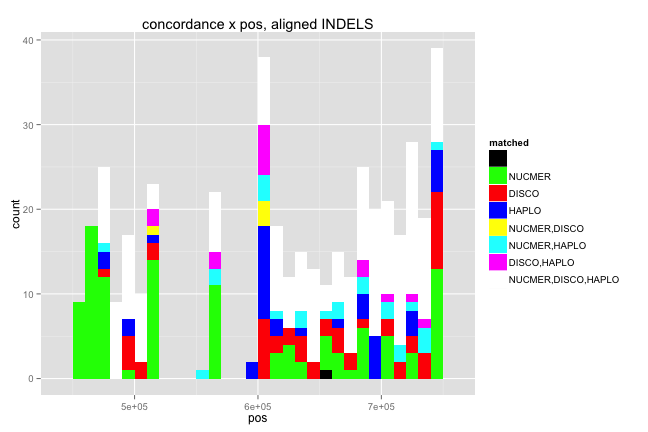 concordance x pos, aligned INDELS
40
30
20
10
0
count
5e+05
6e+05
7e+05
pos
matched
NUCMER
DISCO
HAPLO
NUCMER,DISCO
NUCMER,HAPLO
DISCO,HAPLO
NUCMER,DISCO,HAPLO